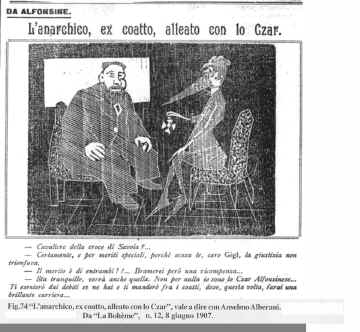 DA ALFONSINE.
L'anarchico, ex coatto, alleato con lo Czar.
— Cavaliere della croce di Savoia ?...
— Certamente, e per meriti speciali, perchè senza te, caro Gigi, la giustizia non
trionfava.
— Il merito è di entrambi ! ?... Bramerei però una ricompensa...
— Sta tranquillo, verrà anche quella. Non per nulla io sono lo Czar Alfonsinese...
Ti sortirò dai debiti se ne hai e ti manderò fra i coatti, dove, questa volta, farai una
brillante carriera...
Fig.74 “L'anarchico, ex coatto, alleato con lo Czar”, vale a dire con Anselmo Alberani.
Da “La Bohème”, n. 12, 8 giugno 1907.